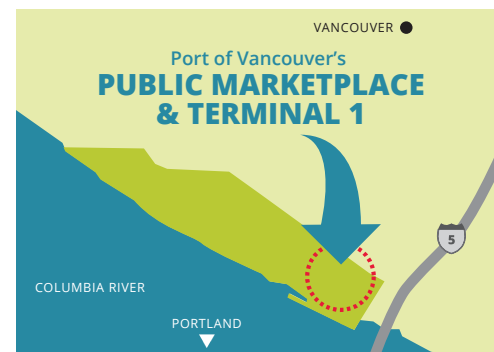 VANCOUVER
Port of Vancouver’s
PUBLIC MARKETPLACE
& TERMINAL 1
5
COLUMBIA RIVER
PORTLAND